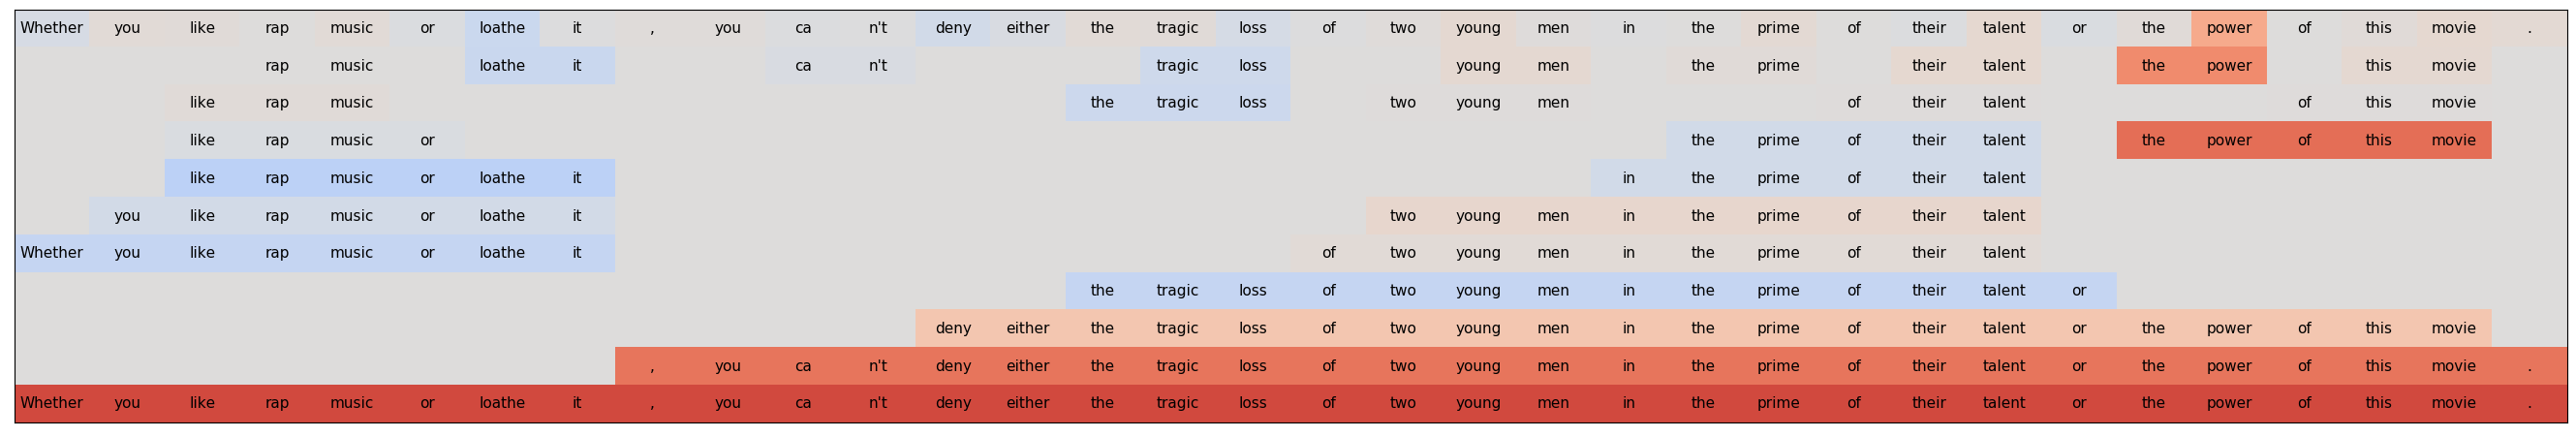 Whether you like rap music or loathe it , you ca n't deny either the tragic loss of two young men in the prime of their talent or the power of this movie .
rap music loathe it ca n't tragic loss young men the prime their talent the power this movie
like rap music the tragic loss two young men of their talent of this movie
like rap music or the prime of their talent the power of this movie
like rap music or loathe it in the prime of their talent
you like rap music or loathe it two young men in the prime of their talent
Whether you like rap music or loathe it of two young men in the prime of their talent
the tragic loss of two young men in the prime of their talent or
deny either the tragic loss of two young men in the prime of their talent or the power of this movie
, you ca n't deny either the tragic loss of two young men in the prime of their talent or the power of this movie .
Whether you like rap music or loathe it , you ca n't deny either the tragic loss of two young men in the prime of their talent or the power of this movie .